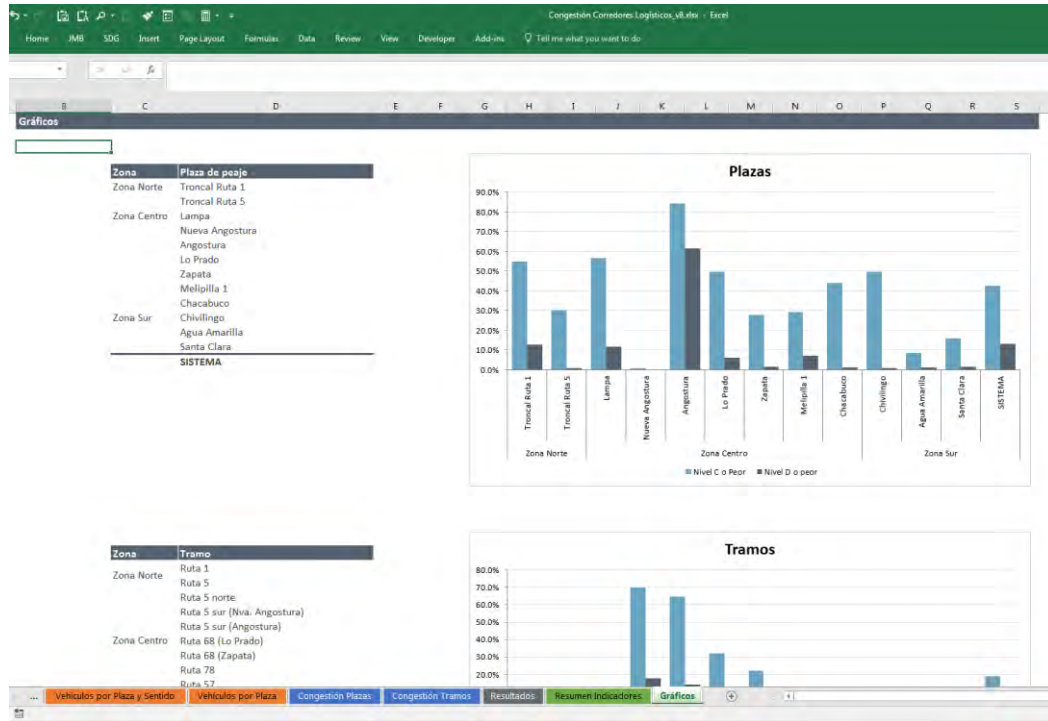 Congestión Corredores Logísticos_v8.xlsx - Excel
Home JMB SDG Insert Page Layout Formulas Data Review View Developer Add-ins Tell me what you want to do
fx
B C D E F G H I J K L M N O P Q R S
Gráficos
Zona Plaza de peaje
Zona Norte Troncal Ruta 1
Troncal Ruta 5
Zona Centro Lampa
Nueva Angostura
Angostura
Lo Prado
Zapata
Melipilla 1
Chacabuco
Zona Sur Chivilingo
Agua Amarilla
Santa Clara
SISTEMA
Plazas
90.0%
80.0%
70.0%
60.0%
50.0%
40.0%
30.0%
20.0%
10.0%
0.0%
Troncal Ruta 1
Troncal Ruta 5
Lampa
Nueva Angostura
Angostura
Lo Prado
Zapata
Melipilla 1
Chacabuco
Chivilingo
Agua Amarilla
Santa Clara
SISTEMA
Zona Norte Zona Centro Zona Sur
Nivel C o Peor Nivel D o peor
Zona Tramo
Zona Norte
Ruta 1
Ruta 5
Ruta 5 norte
Ruta 5 sur (Nva. Angostura)
Ruta 5 sur (Angostura)
Zona Centro Ruta 68 (Lo Prado)
Ruta 68 (Zapata)
Ruta 78
Ruta 57
Tramos
80.0%
70.0%
60.0%
50.0%
40.0%
30.0%
20.0%
... Vehículos por Plaza y Sentido Vehículos por Plaza Congestión Plazas Congestión Tramos Resultados Resumen Indicadores Gráficos